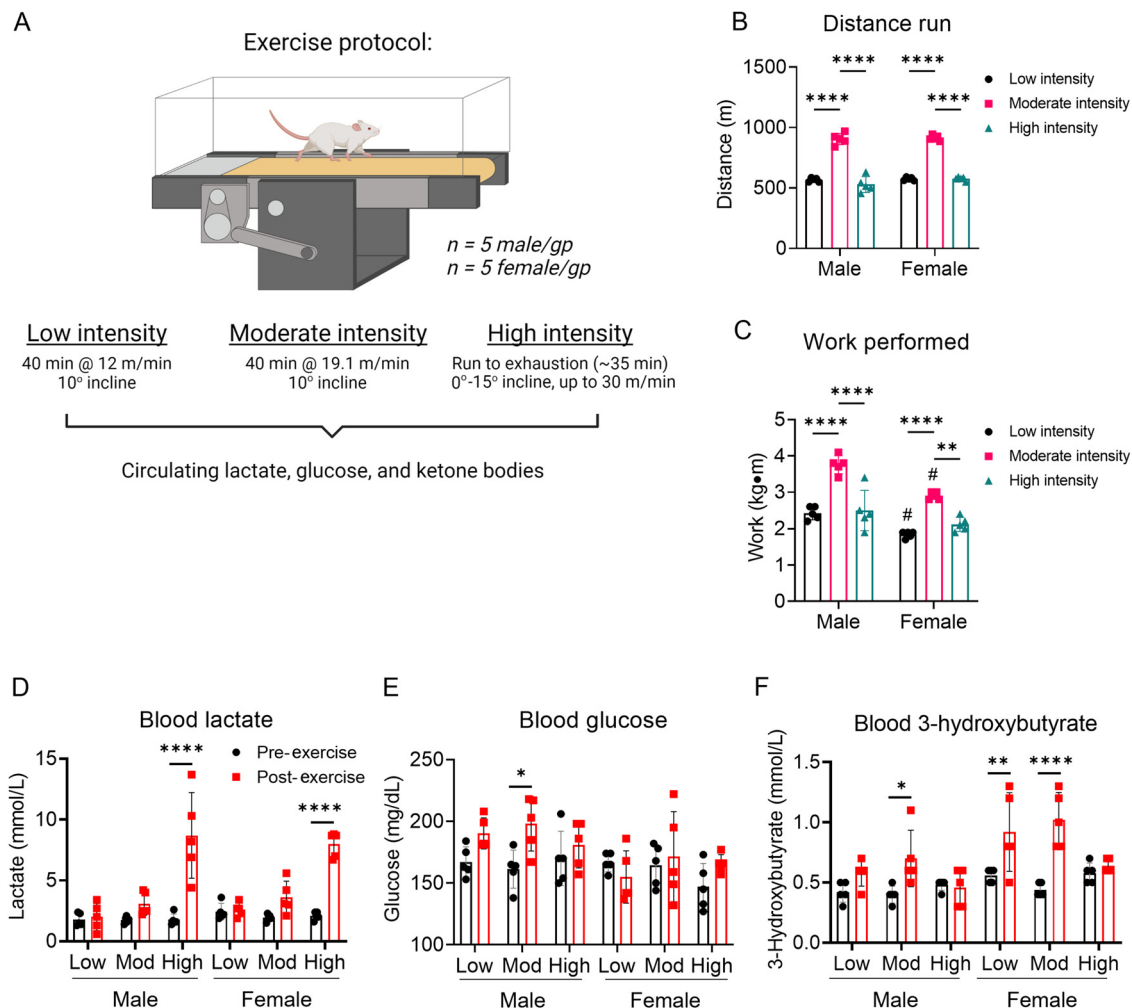 A
Exercise protocol:
n = 5 male/gp
n = 5 female/gp
Low intensity
40 min @ 12 m/min
10° incline
Moderate intensity
40 min @ 19.1 m/min
10° incline
High intensity
Run to exhaustion (~35 min)
0°-15° incline, up to 30 m/min
Circulating lactate, glucose, and ketone bodies
B
Distance run
Distance (m)
1500
1000
500
0
****
****
****
****
Male
Female
Low intensity
Moderate intensity
High intensity
C
Work performed
Work (kg•m)
5
4
3
2
1
0
****
****
****
**
#
#
Male
Female
Low intensity
Moderate intensity
High intensity
D
Blood lactate
Lactate (mmol/L)
15
10
5
0
****
****
Pre-exercise
Post-exercise
Low Mod High Low Mod High
Male Female
E
Blood glucose
Glucose (mg/dL)
250
200
150
100
*
Low Mod High Low Mod High
Male Female
F
Blood 3-hydroxybutyrate
3-Hydroxybutyrate (mmol/L)
1.5
1.0
0.5
0.0
*
**
****
Low Mod High Low Mod High
Male Female